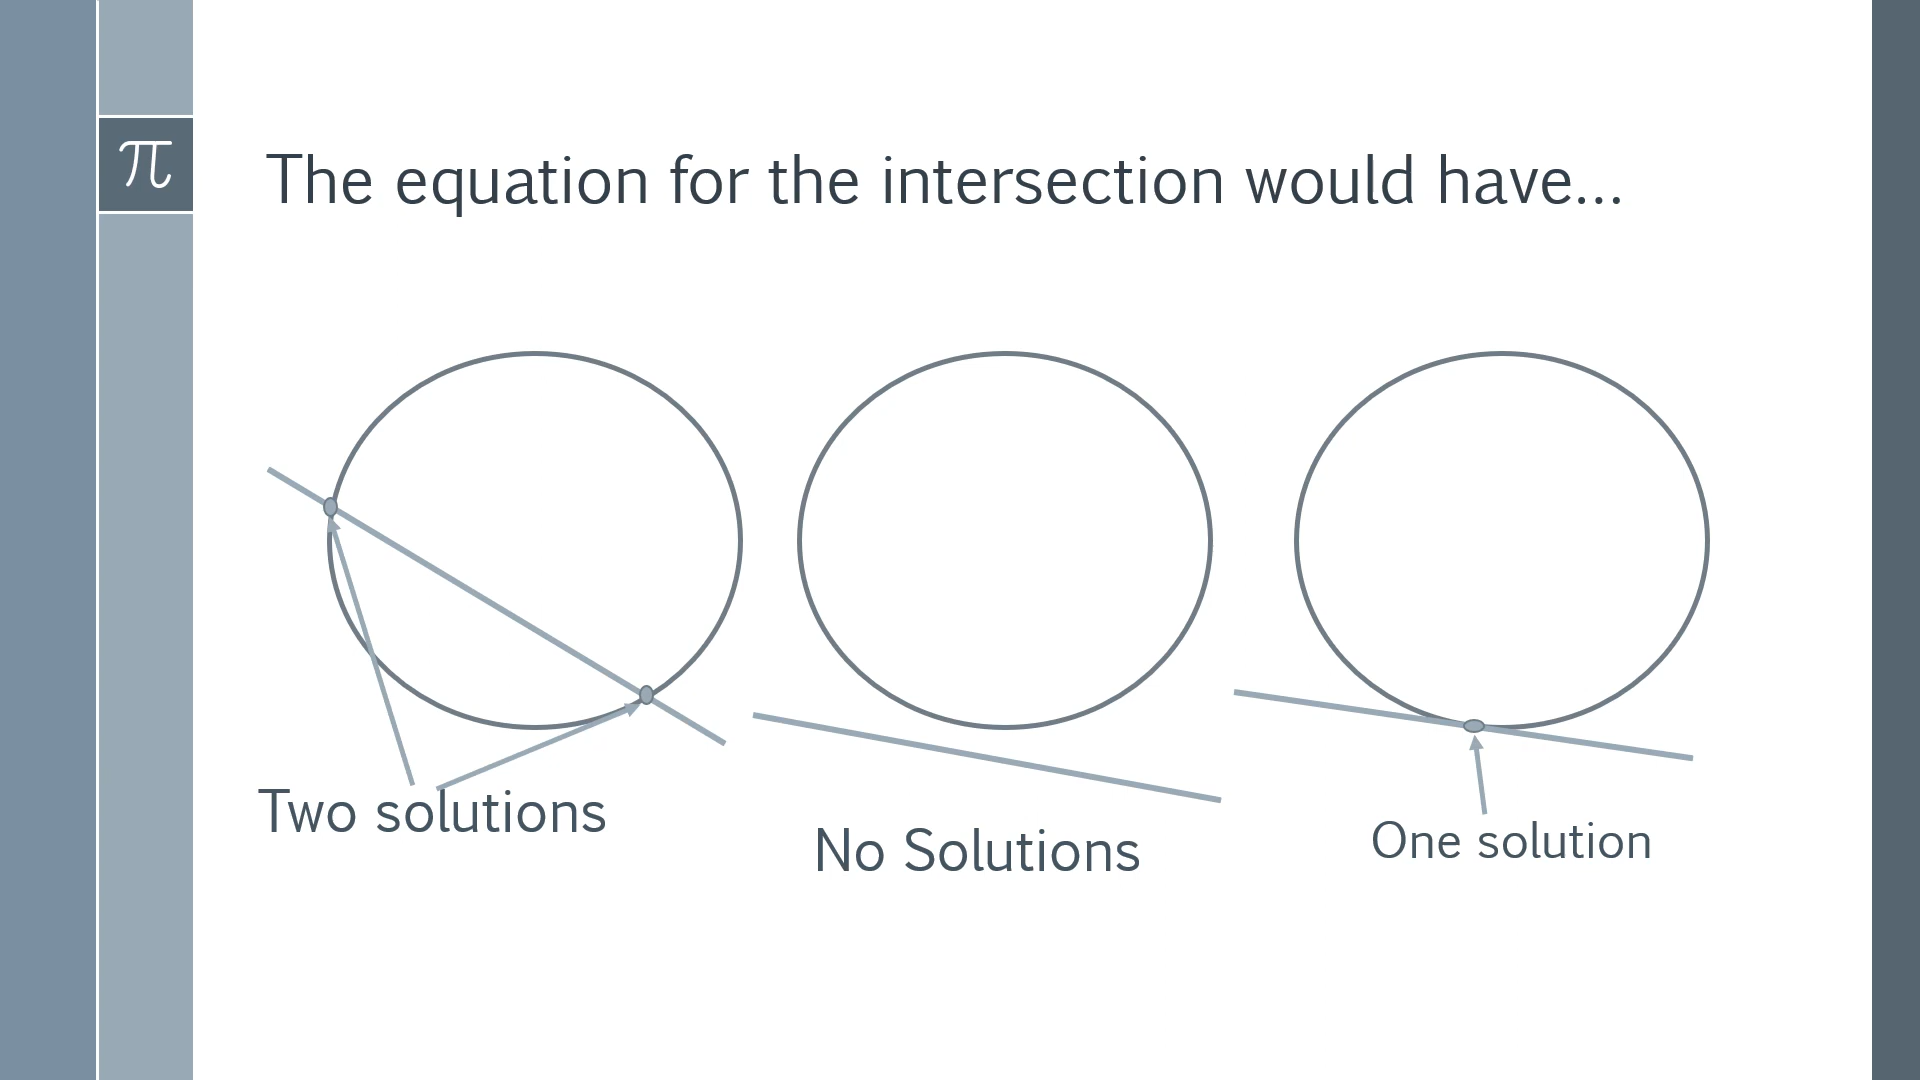 π
The equation for the intersection would have...
Two solutions
No Solutions
One solution